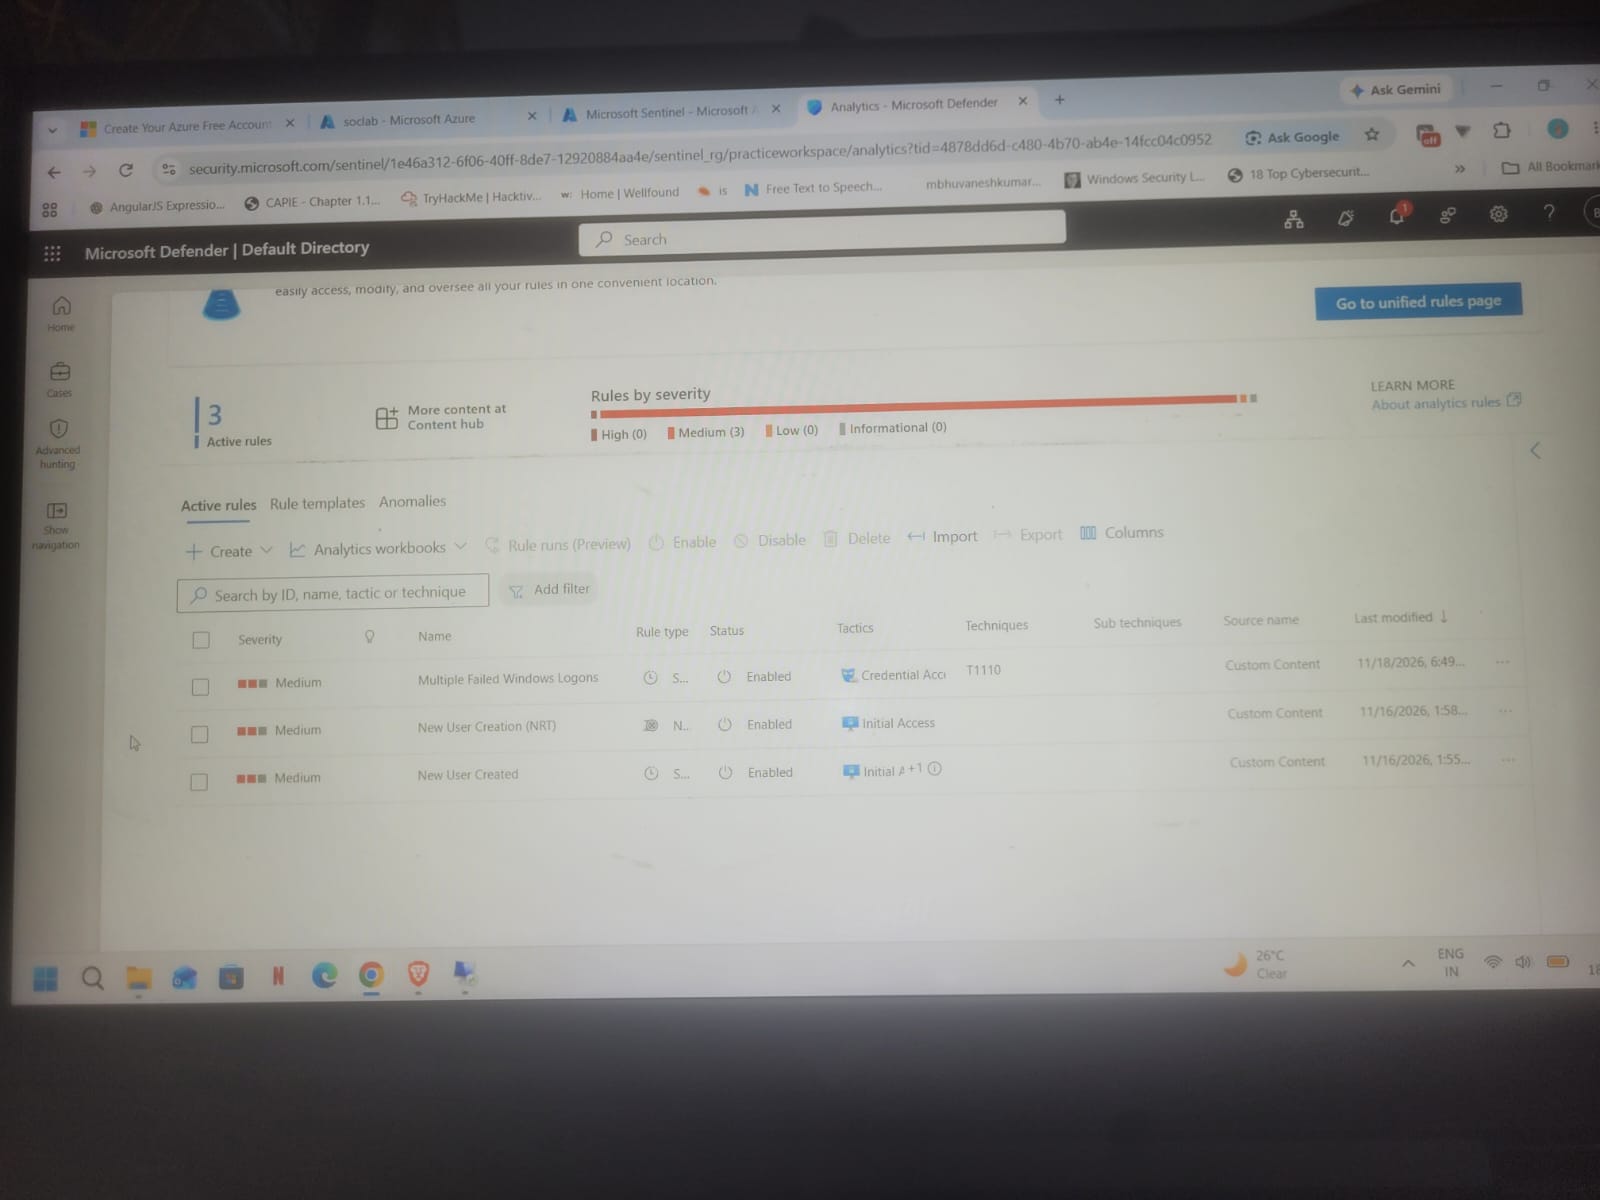 Create Your Azure Free Account
soclab - Microsoft Azure
Microsoft Sentinel - Microsoft A
Analytics - Microsoft Defender
Ask Gemini
security.microsoft.com/sentinel/1e46a312-6f06-40ff-8de7-12920884aa4e/sentinel_rg/practiceworkspace/analytics?tid=4878dd6d-c480-4b70-ab4e-14fcc04c0952
Ask Google
off
AngularJS Expressio...
CAPIE - Chapter 1.1...
TryHackMe | Hacktiv...
w: Home | Wellfound
is
N Free Text to Speech...
mbhuvaneshkumar...
Windows Security L...
18 Top Cybersecurit...
»
All Bookmark
Microsoft Defender | Default Directory
Search
1
?
Home
Cases
Advanced
hunting
Show
navigation
easily access, modify, and oversee all your rules in one convenient location.
Go to unified rules page
3
Active rules
More content at
Content hub
Rules by severity
High (0) Medium (3) Low (0) Informational (0)
LEARN MORE
About analytics rules
Active rules Rule templates Anomalies
Create Analytics workbooks Rule runs (Preview) Enable Disable Delete Import Export Columns
Search by ID, name, tactic or technique
Add filter
Severity Name Rule type Status Tactics Techniques Sub techniques Source name Last modified ↓
Medium Multiple Failed Windows Logons S... Enabled Credential Acc T1110 Custom Content 11/18/2026, 6:49... ...
Medium New User Creation (NRT) N.. Enabled Initial Access Custom Content 11/16/2026, 1:58... ...
Medium New User Created S... Enabled Initial A +1 Custom Content 11/16/2026, 1:55... ...
N
26°C
Clear
ENG
IN